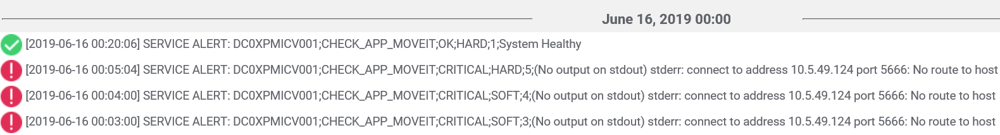 June 16, 2019 00:00
[2019-06-16 00:20:06] SERVICE ALERT: DC0XPMICV001;CHECK_APP_MOVEIT;OK;HARD;1;System Healthy
[2019-06-16 00:05:04] SERVICE ALERT: DC0XPMICV001;CHECK_APP_MOVEIT;CRITICAL;HARD;5;(No output on stdout) stderr: connect to address 10.5.49.124 port 5666: No route to host
[2019-06-16 00:04:00] SERVICE ALERT: DC0XPMICV001;CHECK_APP_MOVEIT;CRITICAL;SOFT;4;(No output on stdout) stderr: connect to address 10.5.49.124 port 5666: No route to host
[2019-06-16 00:03:00] SERVICE ALERT: DC0XPMICV001;CHECK_APP_MOVEIT;CRITICAL;SOFT;3;(No output on stdout) stderr: connect to address 10.5.49.124 port 5666: No route to host